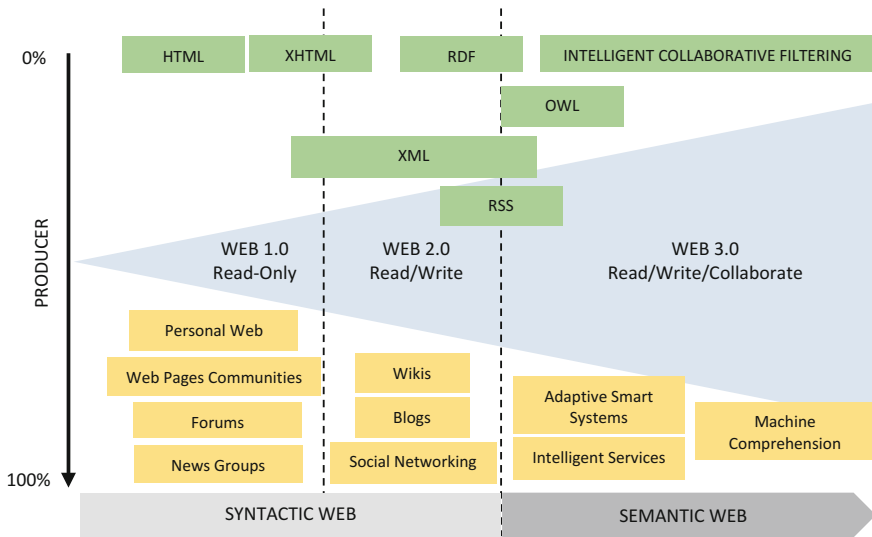 0%
HTML
XHTML
RDF
INTELLIGENT COLLABORATIVE FILTERING
OWL
XML
RSS
PRODUCER
WEB 1.0
Read-Only
WEB 2.0
Read/Write
WEB 3.0
Read/Write/Collaborate
Personal Web
Web Pages Communities
Forums
News Groups
Wikis
Blogs
Social Networking
Adaptive Smart
Systems
Intelligent Services
Machine
Comprehension
100%
SYNTACTIC WEB
SEMANTIC WEB